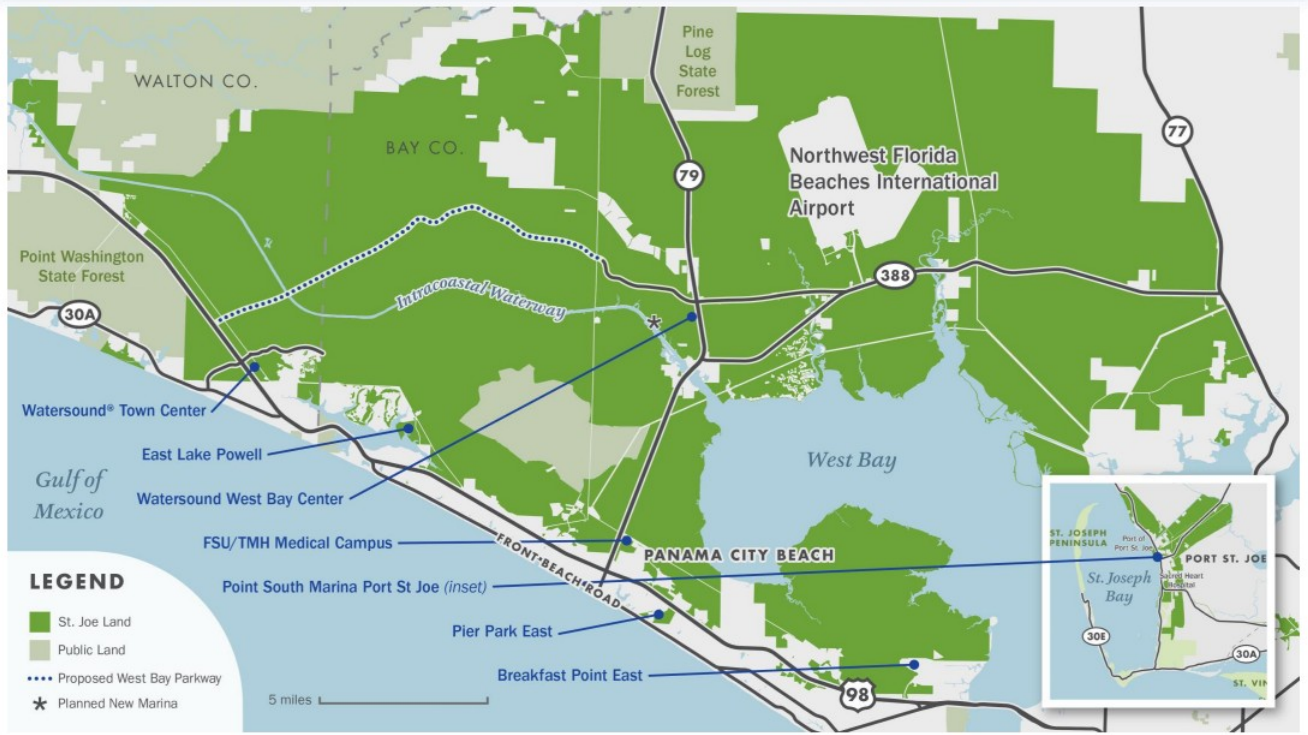 WALTON CO.
BAY CO.
Pine
Log
State
Forest
79
77
Northwest Florida
Beaches International
Airport
Point Washington
State Forest
30A
388
Intracoastal Waterway
*
Watersound® Town Center
East Lake Powell
Watersound West Bay Center
Gulf of
Mexico
West Bay
FSU/TMH Medical Campus
PANAMA CITY BEACH
FRONT BEACH ROAD
Point South Marina Port St Joe (inset)
Pier Park East
Breakfast Point East
98
5 miles
LEGEND
St. Joe Land
Public Land
Proposed West Bay Parkway
* Planned New Marina
ST. JOSEPH
PENINSULA
Port of
Port St. Joe
PORT ST. JOE
St. Joseph
Bay
Sacred Heart
Hospital
30E
30A
ST. VIN